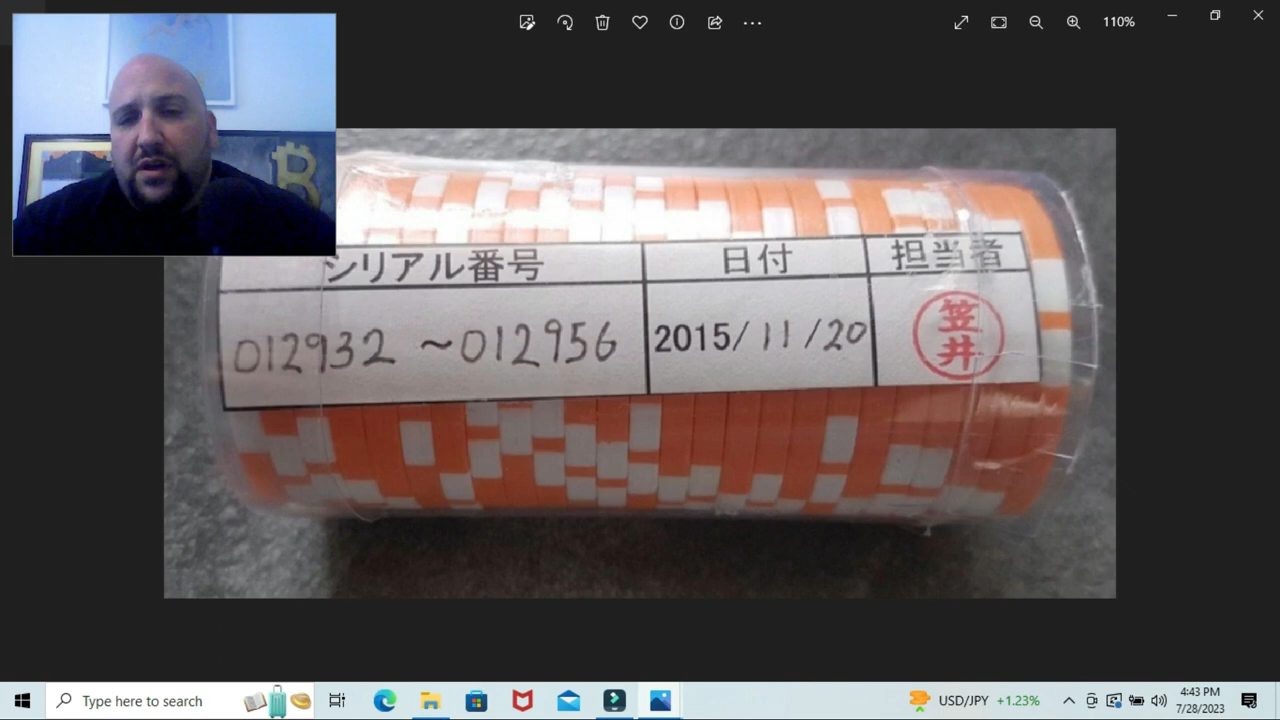 110%
シリアル番号 日付 担当者
012932 ~012956 2015/11/20 笠井
Type here to search
USD/JPY +1.23%
4:43 PM
7/28/2023